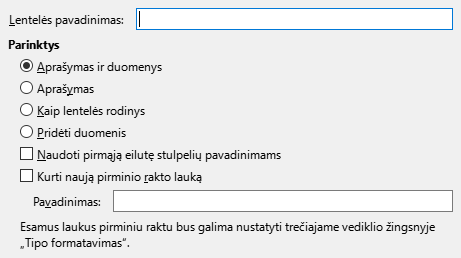 Lentelės pavadinimas:
Parinktys
Aprašymas ir duomenys
Aprašymas
Kaip lentelės rodinys
Pridėti duomenis
Naudoti pirmąją eilutę stulpelių pavadinimams
Kurti naują pirminio rakto lauką
Pavadinimas:
Esamus laukus pirminiu raktu bus galima nustatyti trečiajame vediklio žingsnyje
„Tipo formatavimas“.